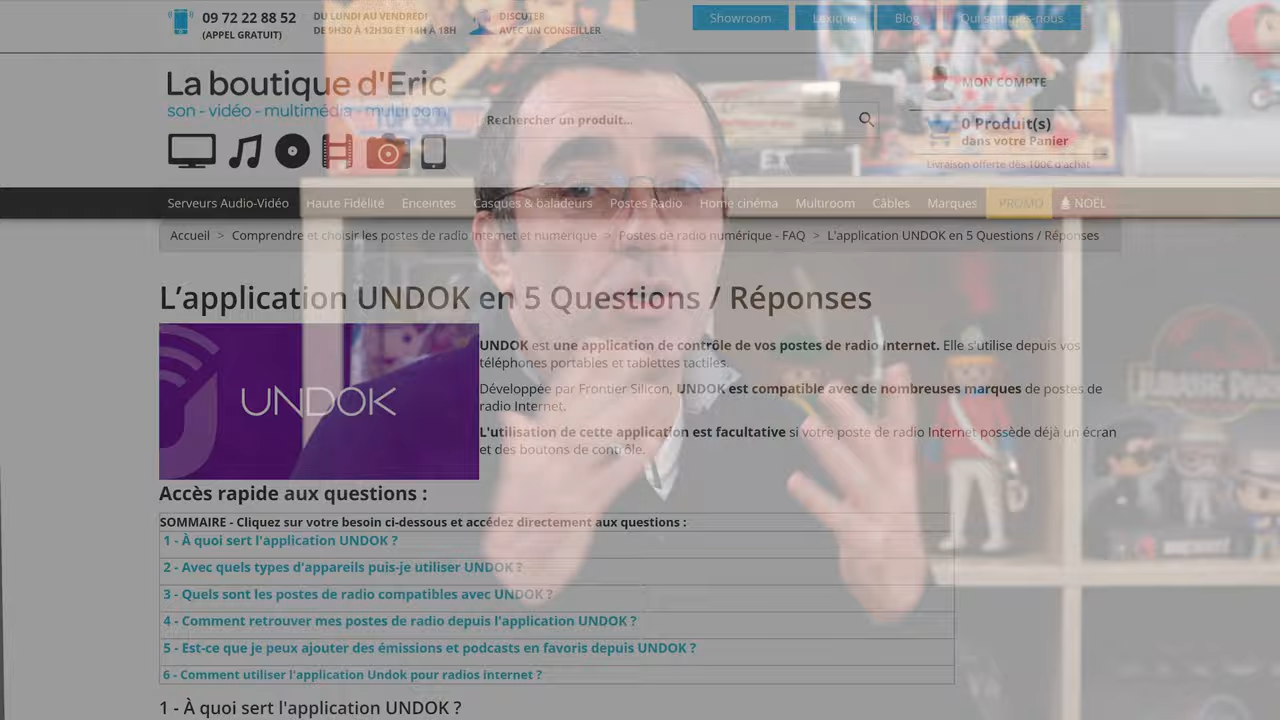 09 72 22 88 52
(APPEL GRATUIT)
DU LUNDI AU VENDREDI
DE 9H30 À 12H30 ET 14H À 18H
DISCUTER
AVEC UN CONSEILLER
Showroom
Lexique
Blog
Qui sommes-nous
La boutique d'Eric
son - vidéo - multimédia - multiroom
Rechercher un produit...
MON COMPTE
0 Produit(s)
dans votre Panier
Livraison offerte dès 100€ d'achat
Serveurs Audio-Vidéo Haute Fidélité Enceintes Casques & baladeurs Postes Radio Home cinéma Multiroom Câbles Marques PROMO NOËL
Accueil > Comprendre et choisir les postes de radio Internet et numérique > Postes de radio numérique - FAQ > L'application UNDOK en 5 Questions / Réponses
L'application UNDOK en 5 Questions / Réponses
UNDOK
UNDOK est une application de contrôle de vos postes de radio Internet. Elle s'utilise depuis vos
téléphones portables et tablettes tactiles.
Développée par Frontier Silicon, UNDOK est compatible avec de nombreuses marques de postes de
radio Internet.
L'utilisation de cette application est facultative si votre poste de radio Internet possède déjà un écran
et des boutons de contrôle.
Accès rapide aux questions :
SOMMAIRE - Cliquez sur votre besoin ci-dessous et accédez directement aux questions :
1 - À quoi sert l'application UNDOK ?
2 - Avec quels types d'appareils puis-je utiliser UNDOK ?
3 - Quels sont les postes de radio compatibles avec UNDOK ?
4 - Comment retrouver mes postes de radio depuis l'application UNDOK ?
5 - Est-ce que je peux ajouter des émissions et podcasts en favoris depuis UNDOK ?
6 - Comment utiliser l'application Undok pour radios internet ?
1 - À quoi sert l'application UNDOK ?
JURASSIC